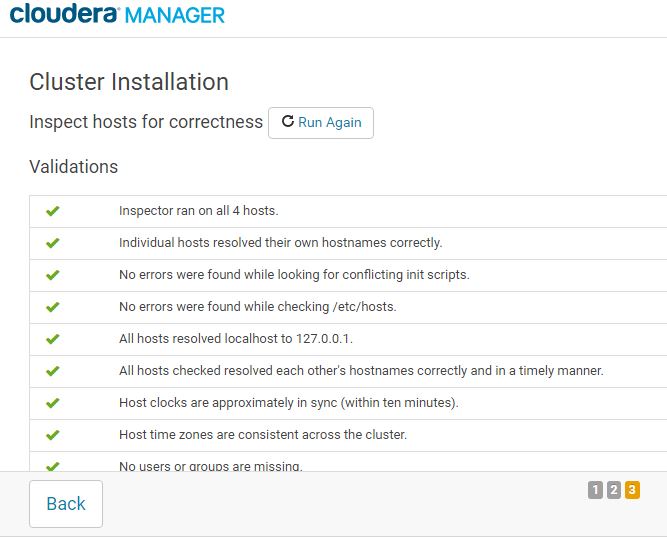 cloudera MANAGER
Cluster Installation
Inspect hosts for correctness Run Again
Validations
Inspector ran on all 4 hosts.
Individual hosts resolved their own hostnames correctly.
No errors were found while looking for conflicting init scripts.
No errors were found while checking /etc/hosts.
All hosts resolved localhost to 127.0.0.1.
All hosts checked resolved each other's hostnames correctly and in a timely manner.
Host clocks are approximately in sync (within ten minutes).
Host time zones are consistent across the cluster.
No users or groups are missing.
Back 1 2 3